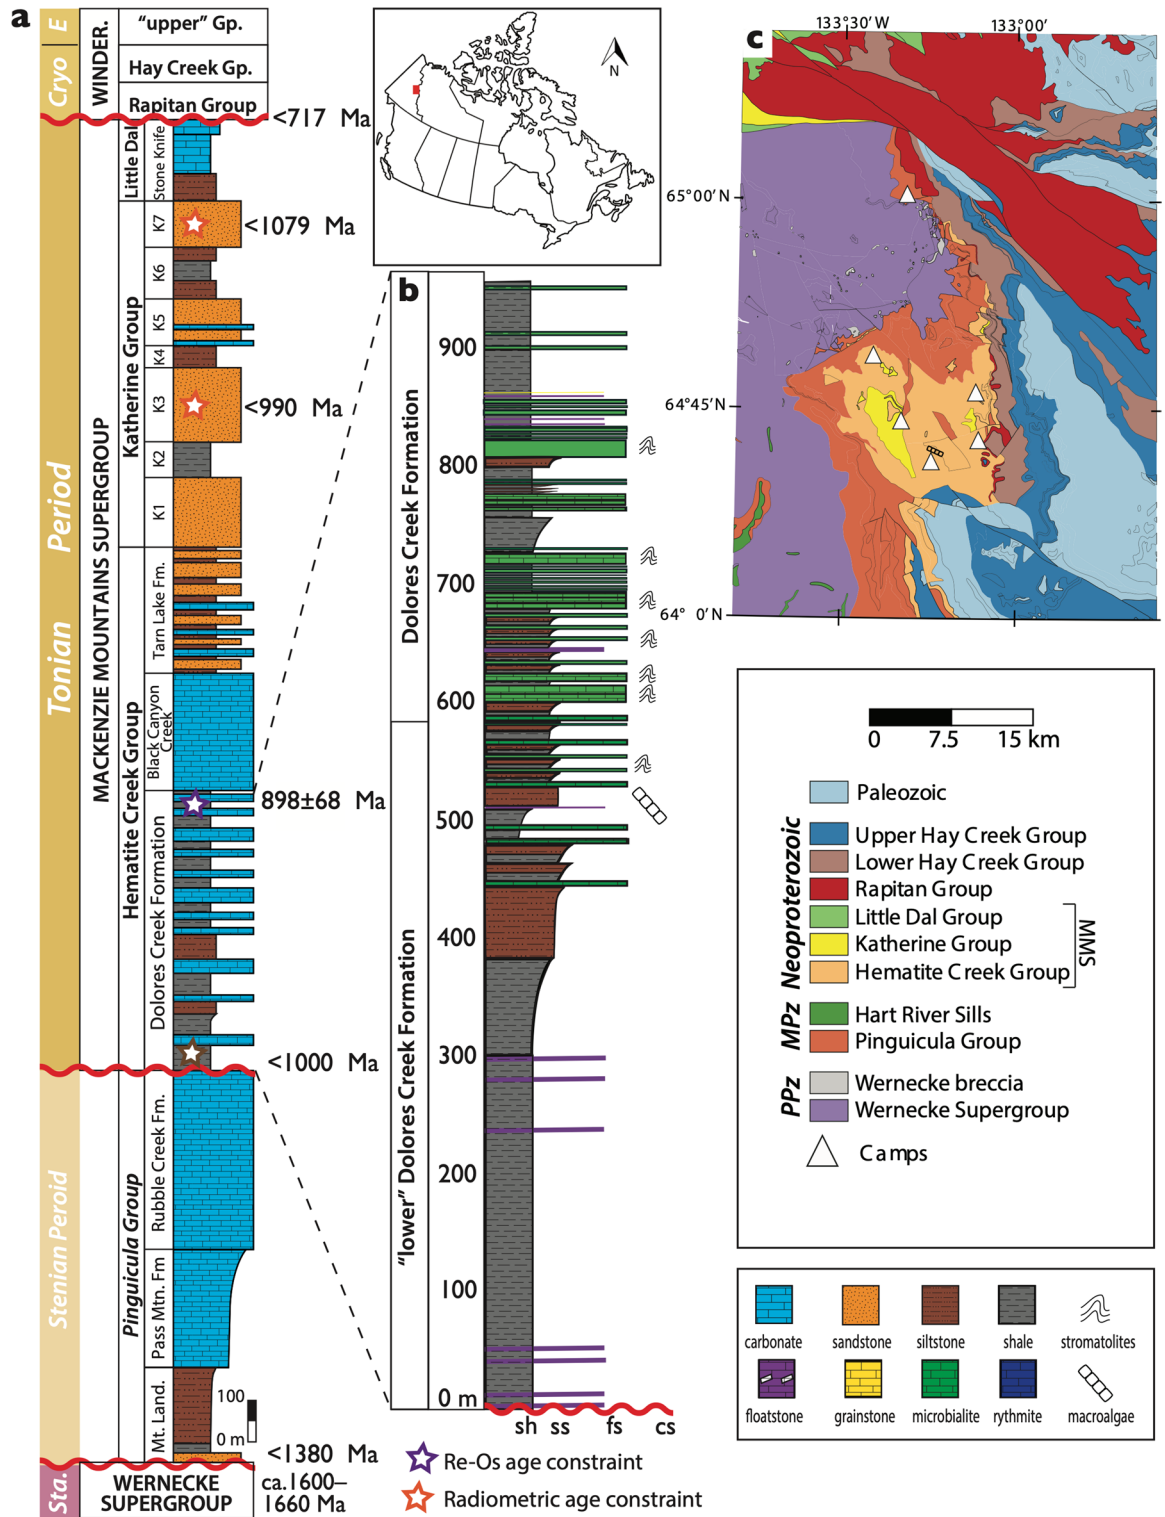 a
E
Cryo
Tonian Period
Stenian Peroid
Sta.
WINDER.
"upper" Gp.
Hay Creek Gp.
Rapitan Group
<717 Ma
MACKENZIE MOUNTAINS SUPERGROUP
Little Dal
Stone Knife
Katherine Group
K7
<1079 Ma
K6
K5
K4
K3
<990 Ma
K2
K1
Hematite Creek Group
Tarn Lake Fm.
Black Canyon
Creek
898±68 Ma
Dolores Creek Formation
<1000 Ma
Pinguicula Group
Rubble Creek Fm.
Pass Mtn. Fm
Mt. Land.
100
0 m
<1380 Ma
WERNECKE
SUPERGROUP
ca.1600–
1660 Ma
N
b
Dolores Creek Formation
"lower" Dolores Creek Formation
900
800
700
600
500
400
300
200
100
0 m
sh ss fs cs
Re-Os age constraint
Radiometric age constraint
c
133°30′ W
133°00′
65°00′ N
64°45′ N
64° 0′N
0 7.5 15 km
Paleozoic
Neoproterozoic
Upper Hay Creek Group
Lower Hay Creek Group
Rapitan Group
Little Dal Group
Katherine Group
Hematite Creek Group
MMS
MPz
Hart River Sills
Pinguicula Group
PPz
Wernecke breccia
Wernecke Supergroup
Camps
carbonate sandstone siltstone shale stromatolites
floatstone grainstone microbialite rythmite macroalgae